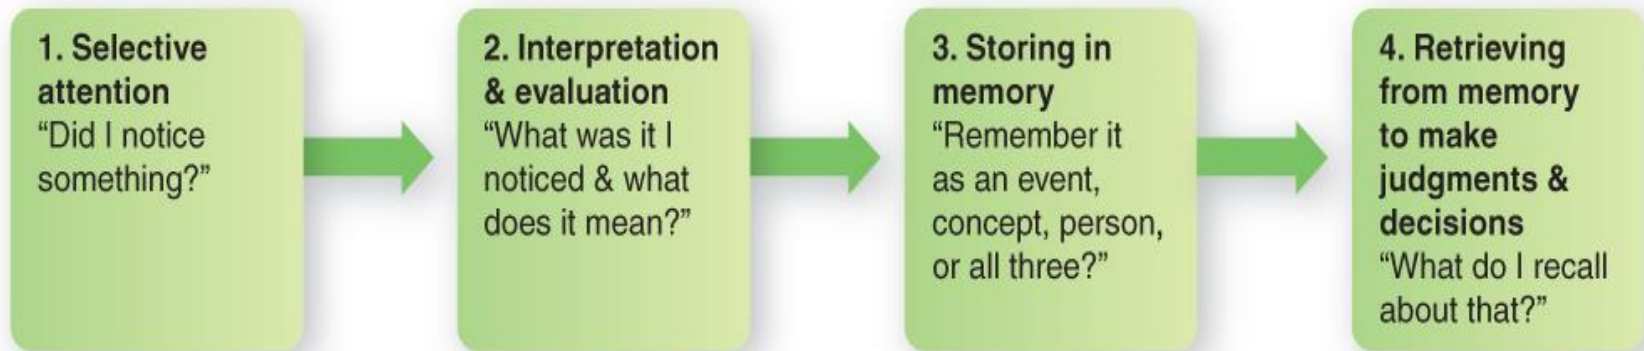 1. Selective
attention
“Did I notice
something?”
2. Interpretation
& evaluation
“What was it I
noticed & what
does it mean?”
3. Storing in
memory
“Remember it
as an event,
concept, person,
or all three?”
4. Retrieving
from memory
to make
judgments &
decisions
“What do I recall
about that?”